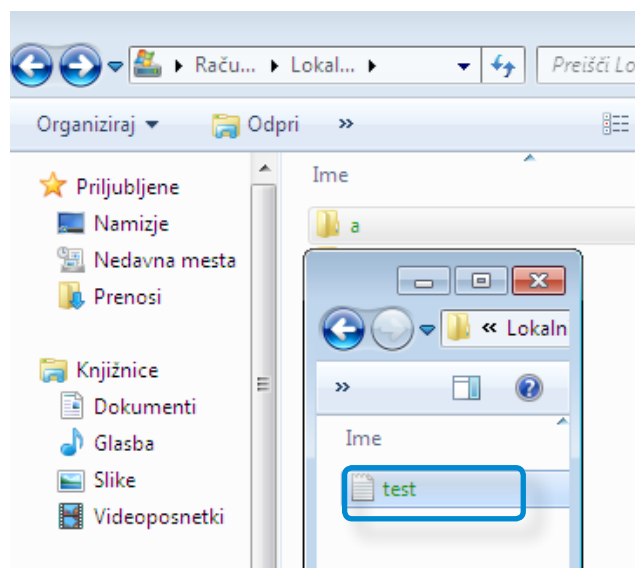 Raču... Lokal... Preišči Lo
Organiziraj Odpri »
Priljubljene
Namizje
Nedavna mesta
Prenosi
Knjižnice
Dokumenti
Glasba
Slike
Videoposnetki
Ime
a
« Lokaln
»
Ime
test